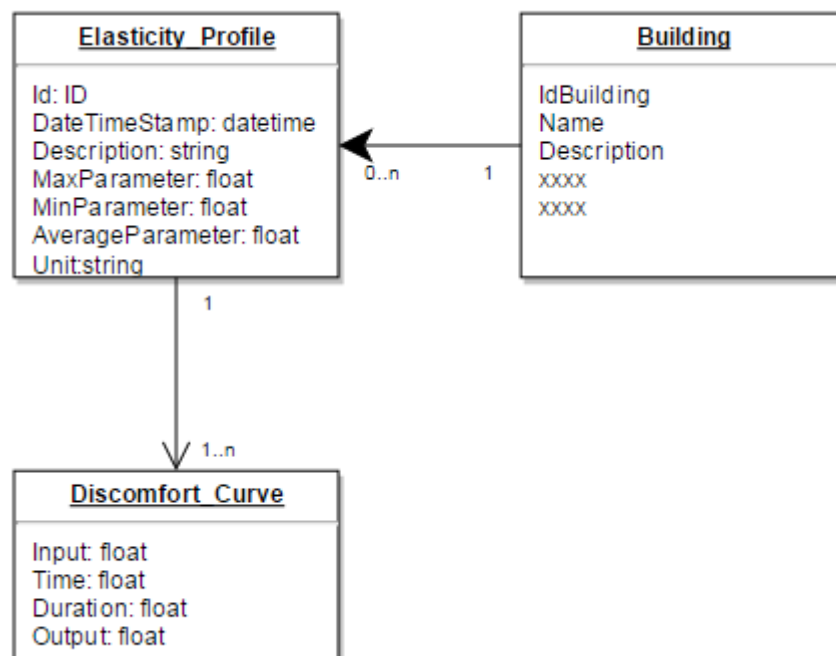 Elasticity_Profile
Id: ID
DateTimeStamp: datetime
Description: string
MaxParameter: float
MinParameter: float
AverageParameter: float
Unit:string
Building
IdBuilding
Name
Description
xxxx
xxxx
0..n
1
1
1..n
Discomfort_Curve
Input: float
Time: float
Duration: float
Output: float